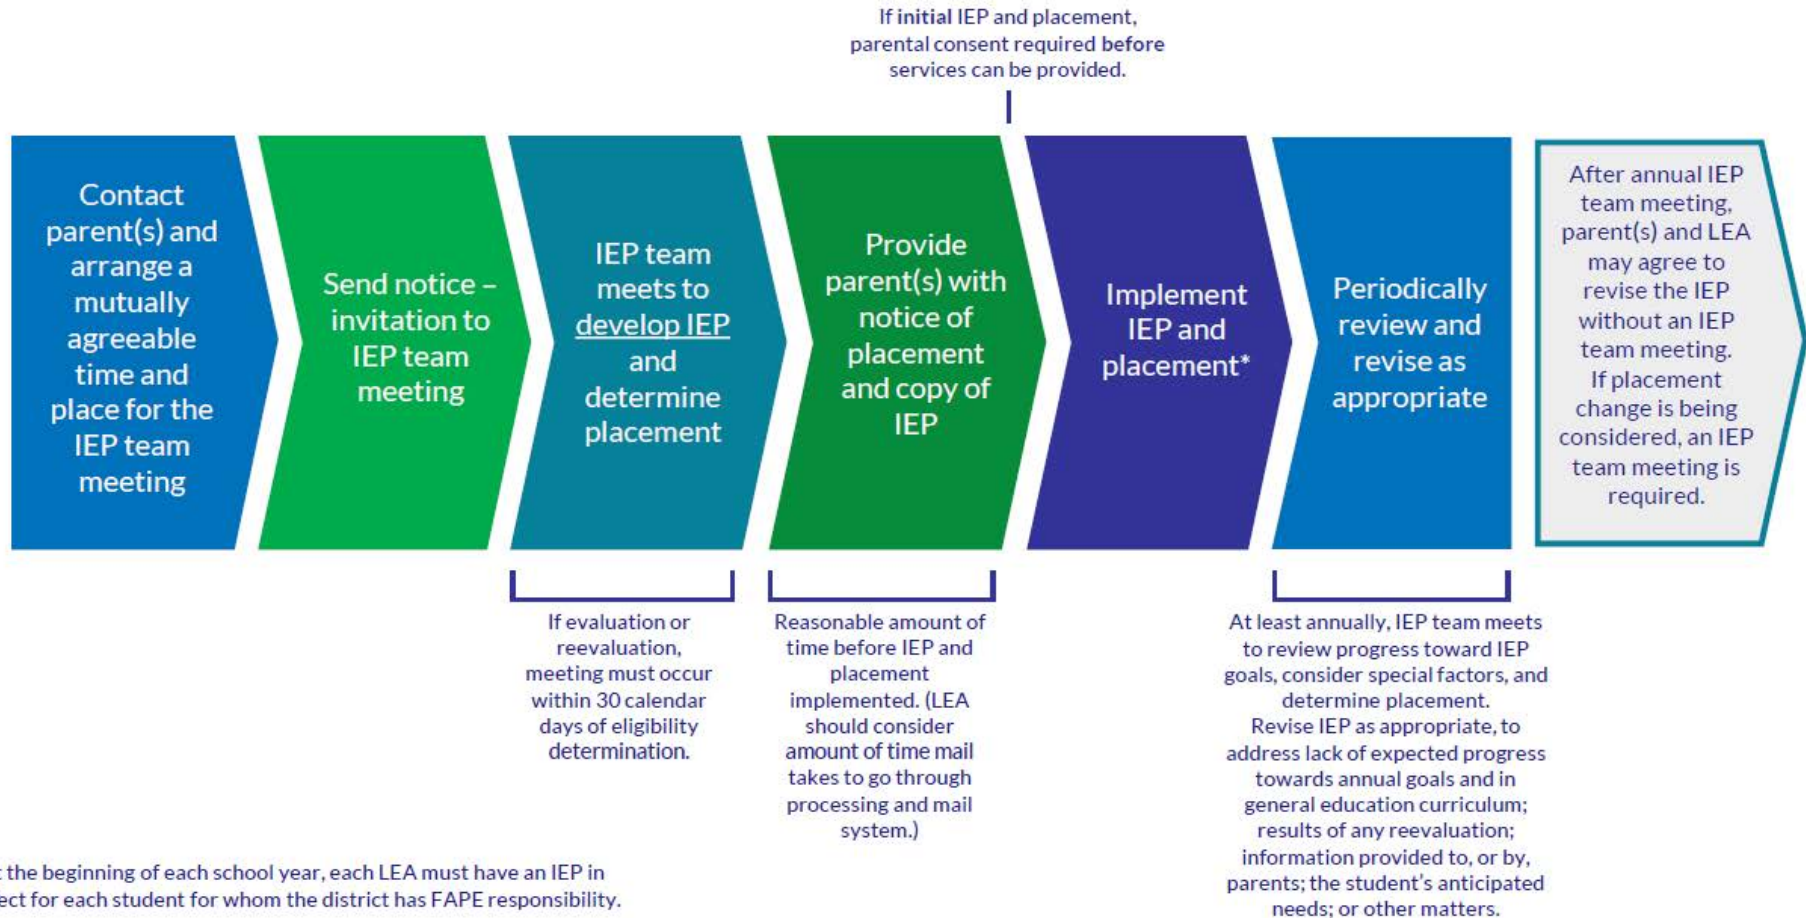 If initial IEP and placement,
parental consent required before
services can be provided.
Contact
parent(s) and
arrange a
mutually
agreeable
time and
place for the
IEP team
meeting
Send notice –
invitation to
IEP team
meeting
IEP team
meets to
develop IEP
and
determine
placement
Provide
parent(s) with
notice of
placement
and copy of
IEP
Implement
IEP and
placement*
Periodically
review and
revise as
appropriate
After annual IEP
team meeting,
parent(s) and LEA
may agree to
revise the IEP
without an IEP
team meeting.
If placement
change is being
considered, an IEP
team meeting is
required.
If evaluation or
reevaluation,
meeting must occur
within 30 calendar
days of eligibility
determination.
Reasonable amount of
time before IEP and
placement
implemented. (LEA
should consider
amount of time mail
takes to go through
processing and mail
system.)
At least annually, IEP team meets
to review progress toward IEP
goals, consider special factors, and
determine placement.
Revise IEP as appropriate, to
address lack of expected progress
towards annual goals and in
general education curriculum;
results of any reevaluation;
information provided to, or by,
parents; the student's anticipated
needs; or other matters.
the beginning of each school year, each LEA must have an IEP in
for each student for whom the district has FAPE responsibility.